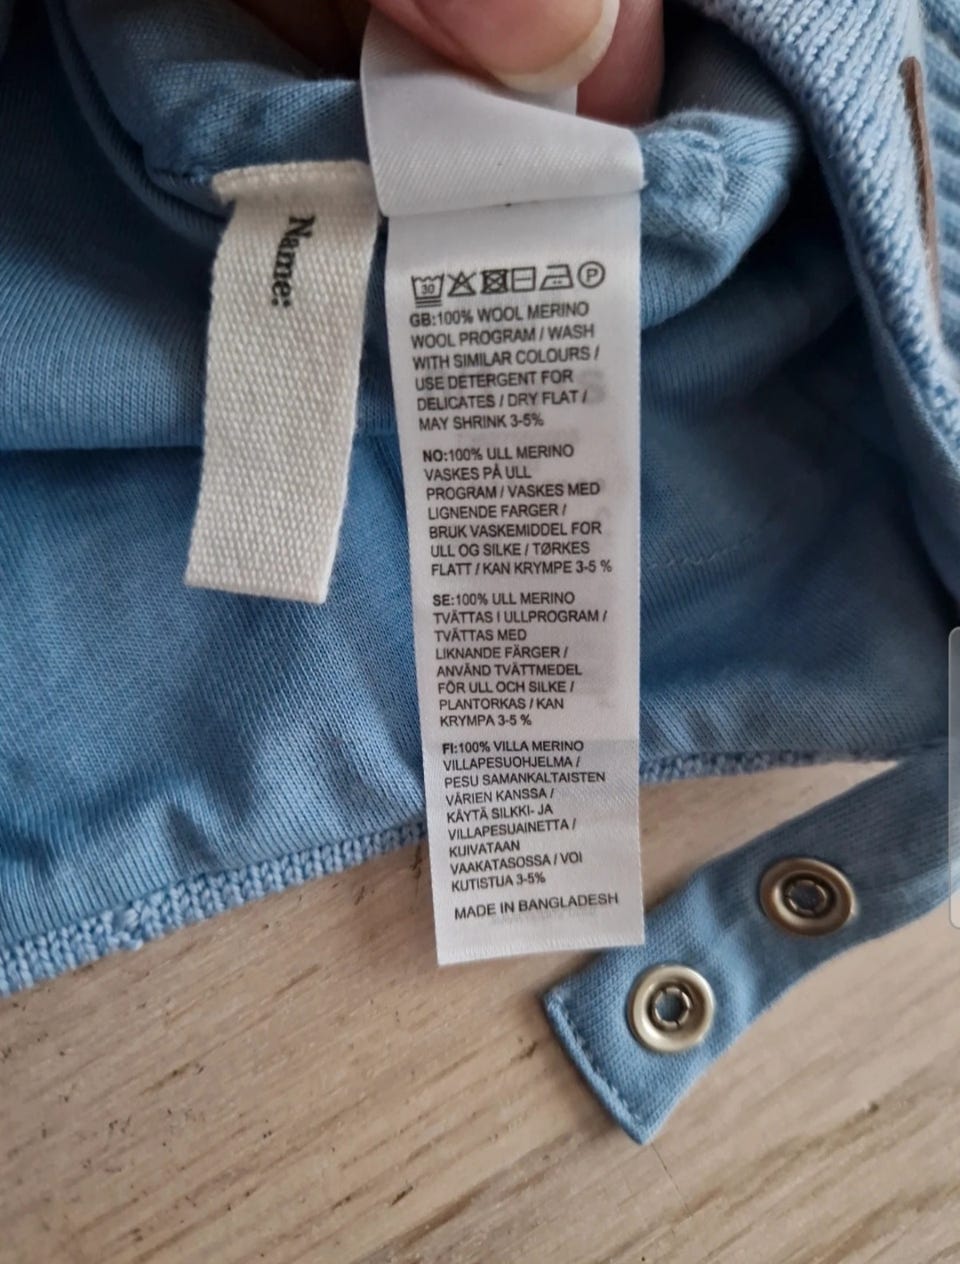 Name:
30
P
GB:100% WOOL MERINO
WOOL PROGRAM / WASH
WITH SIMILAR COLOURS /
USE DETERGENT FOR
DELICATES / DRY FLAT /
MAY SHRINK 3-5%
NO:100% ULL MERINO
VASKES PÅ ULL
PROGRAM / VASKES MED
LIGNENDE FARGER /
BRUK VASKEMIDDEL FOR
ULL OG SILKE / TØRKES
FLATT / KAN KRYMPE 3-5 %
SE:100% ULL MERINO
TVÄTTAS I ULLPROGRAM /
TVÄTTAS MED
LIKNANDE FÄRGER /
ANVÄND TVÄTTMEDEL
FÖR ULL OCH SILKE /
PLANTORKAS / KAN
KRYMPA 3-5 %
FI:100% VILLA MERINO
VILLAPESUOHJELMA /
PESU SAMANKALTAISTEN
VÄRIEN KANSSA /
KÄYTÄ SILKKI- JA
VILLAPESUAINETTA /
KUIVATAAN
VAAKATASOSSA / VOI
KUTISTUA 3-5%
MADE IN BANGLADESH